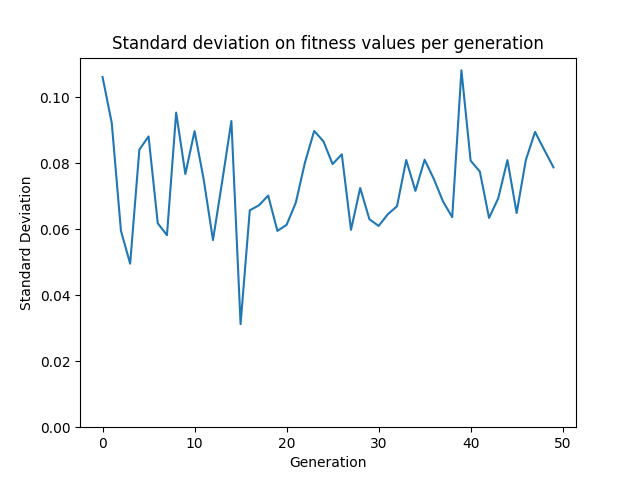 Standard deviation on fitness values per generation
0.10
0.08
0.06
0.04
0.02
0.00
Standard Deviation
0 10 20 30 40 50
Generation